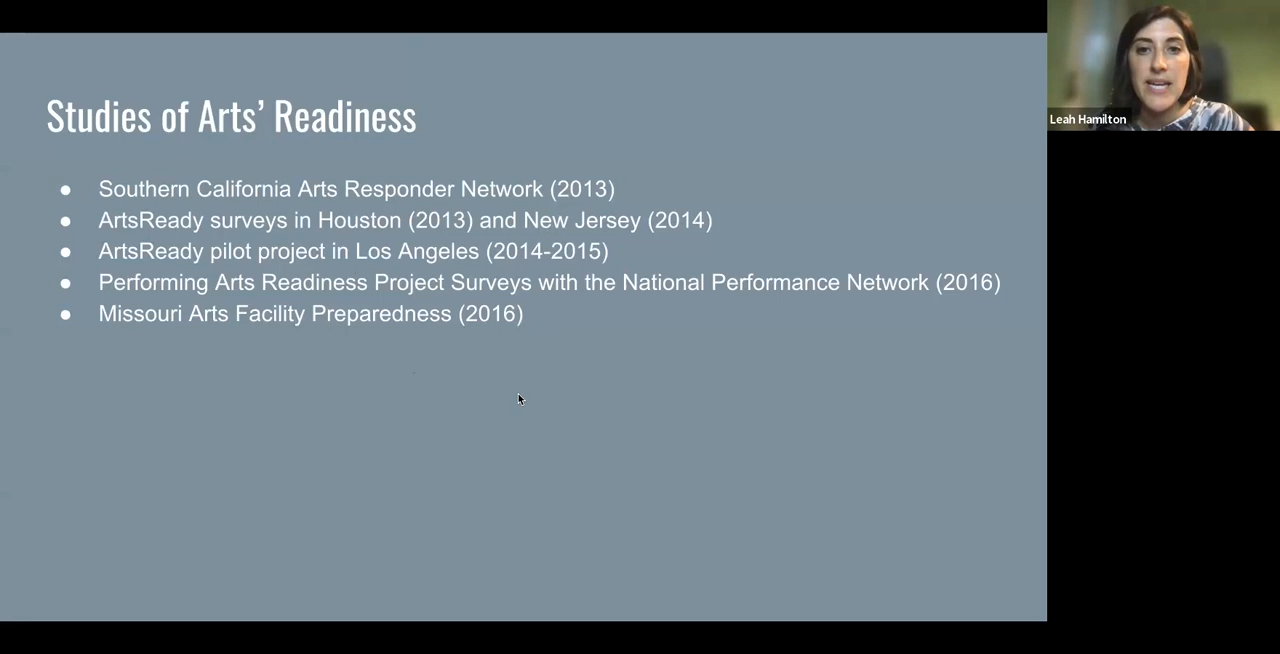 Studies of Arts’ Readiness
● Southern California Arts Responder Network (2013)
● ArtsReady surveys in Houston (2013) and New Jersey (2014)
● ArtsReady pilot project in Los Angeles (2014-2015)
● Performing Arts Readiness Project Surveys with the National Performance Network (2016)
● Missouri Arts Facility Preparedness (2016)
Leah Hamilton